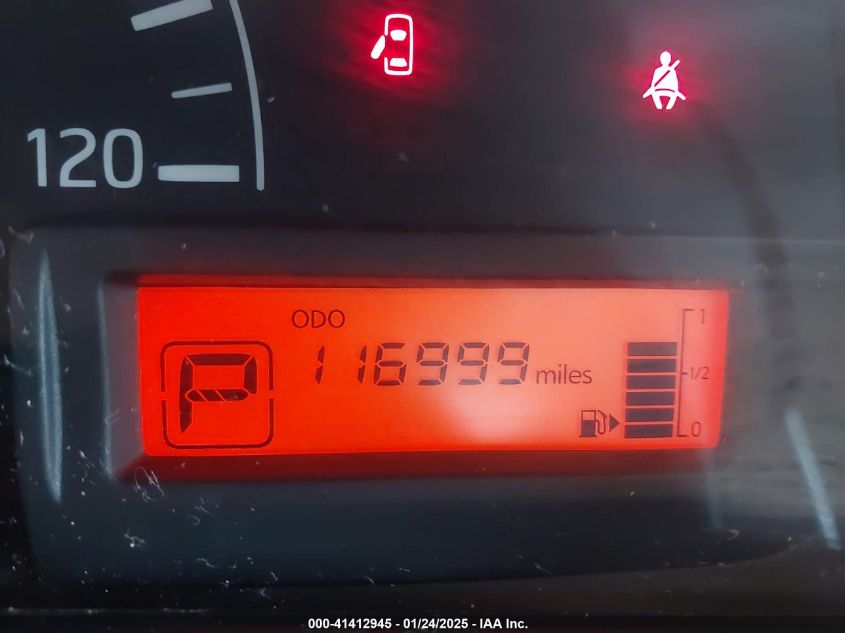 120
ODO
116999 miles
P
1
1/2
0
000-41412945 - 01/24/2025 - IAA Inc.